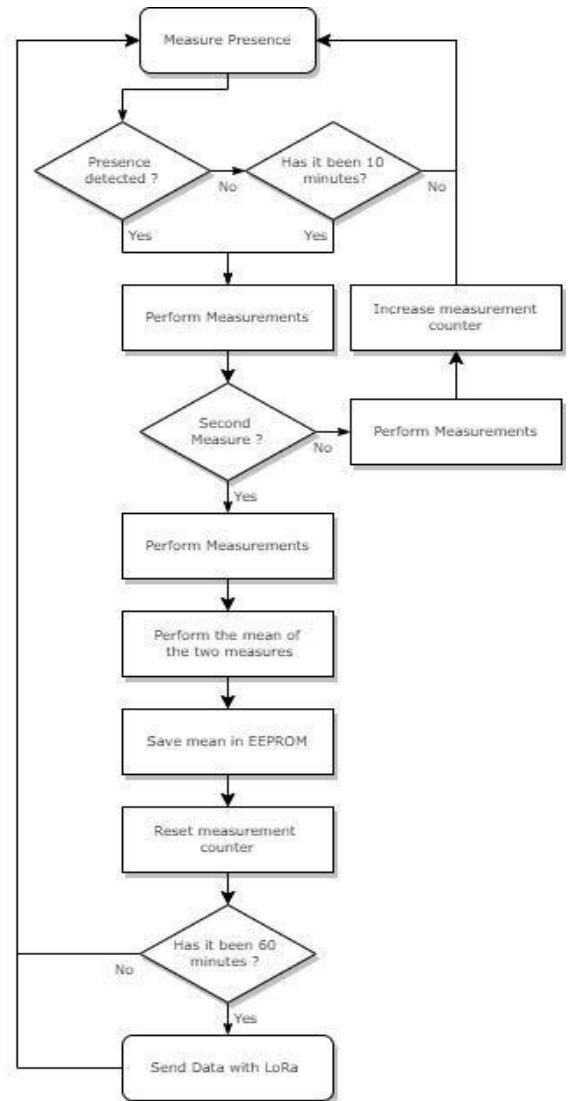 Measure Presence
Presence
detected ?
No
Has it been 10
minutes?
No
Yes
Yes
Perform Measurements
Increase measurement
counter
Second
Measure ?
No
Perform Measurements
Yes
Perform Measurements
Perform the mean of
the two measures
Save mean in EEPROM
Reset measurement
counter
Has it been 60
minutes ?
No
Yes
Send Data with LoRa